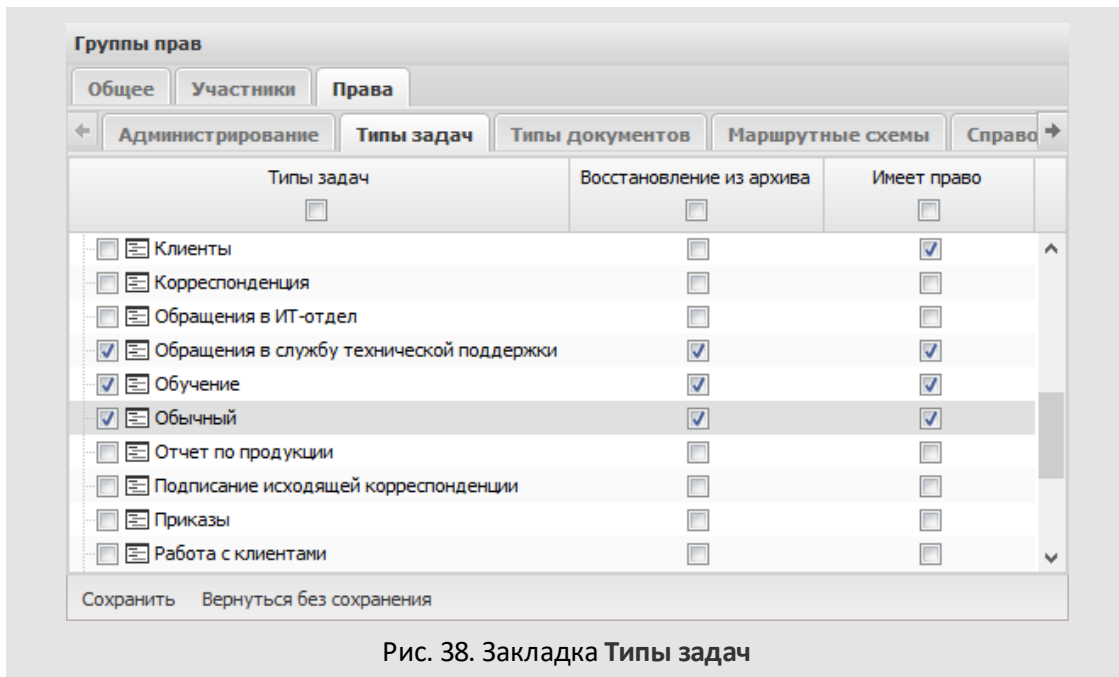 Группы прав
Общее Участники Права
Администрирование Типы задач Типы документов Маршрутные схемы Справо
Типы задач Восстановление из архива Имеет право
Клиенты
Корреспонденция
Обращения в ИТ-отдел
Обращения в службу технической поддержки
Обучение
Обычный
Отчет по продукции
Подписание исходящей корреспонденции
Приказы
Работа с клиентами
Сохранить Вернуться без сохранения
Рис. 38. Закладка Типы задач